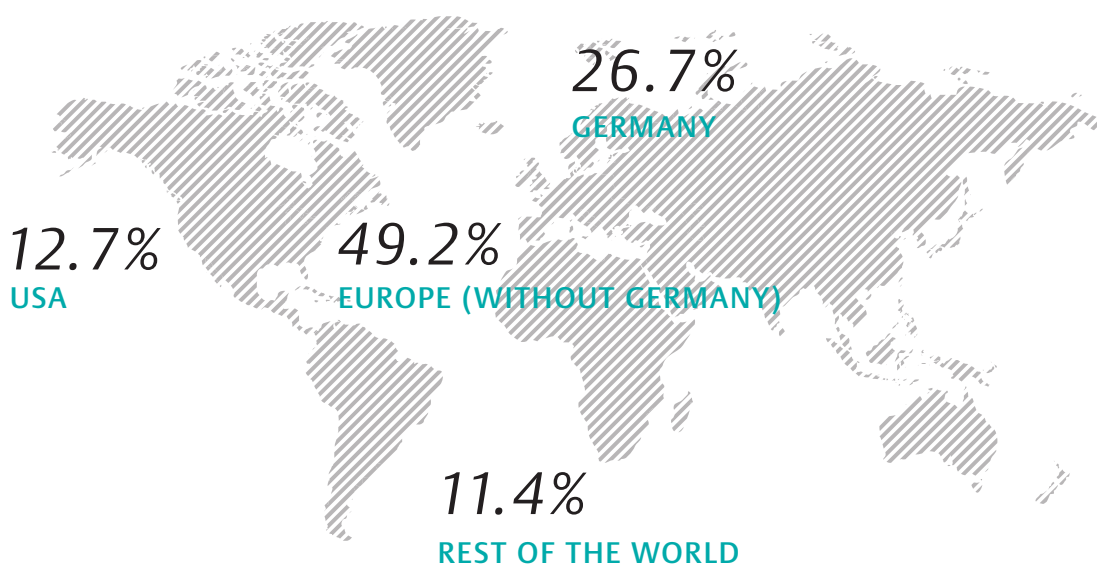 26.7%
GERMANY
12.7%
USA
49.2%
EUROPE (WITHOUT GERMANY)
11.4%
REST OF THE WORLD